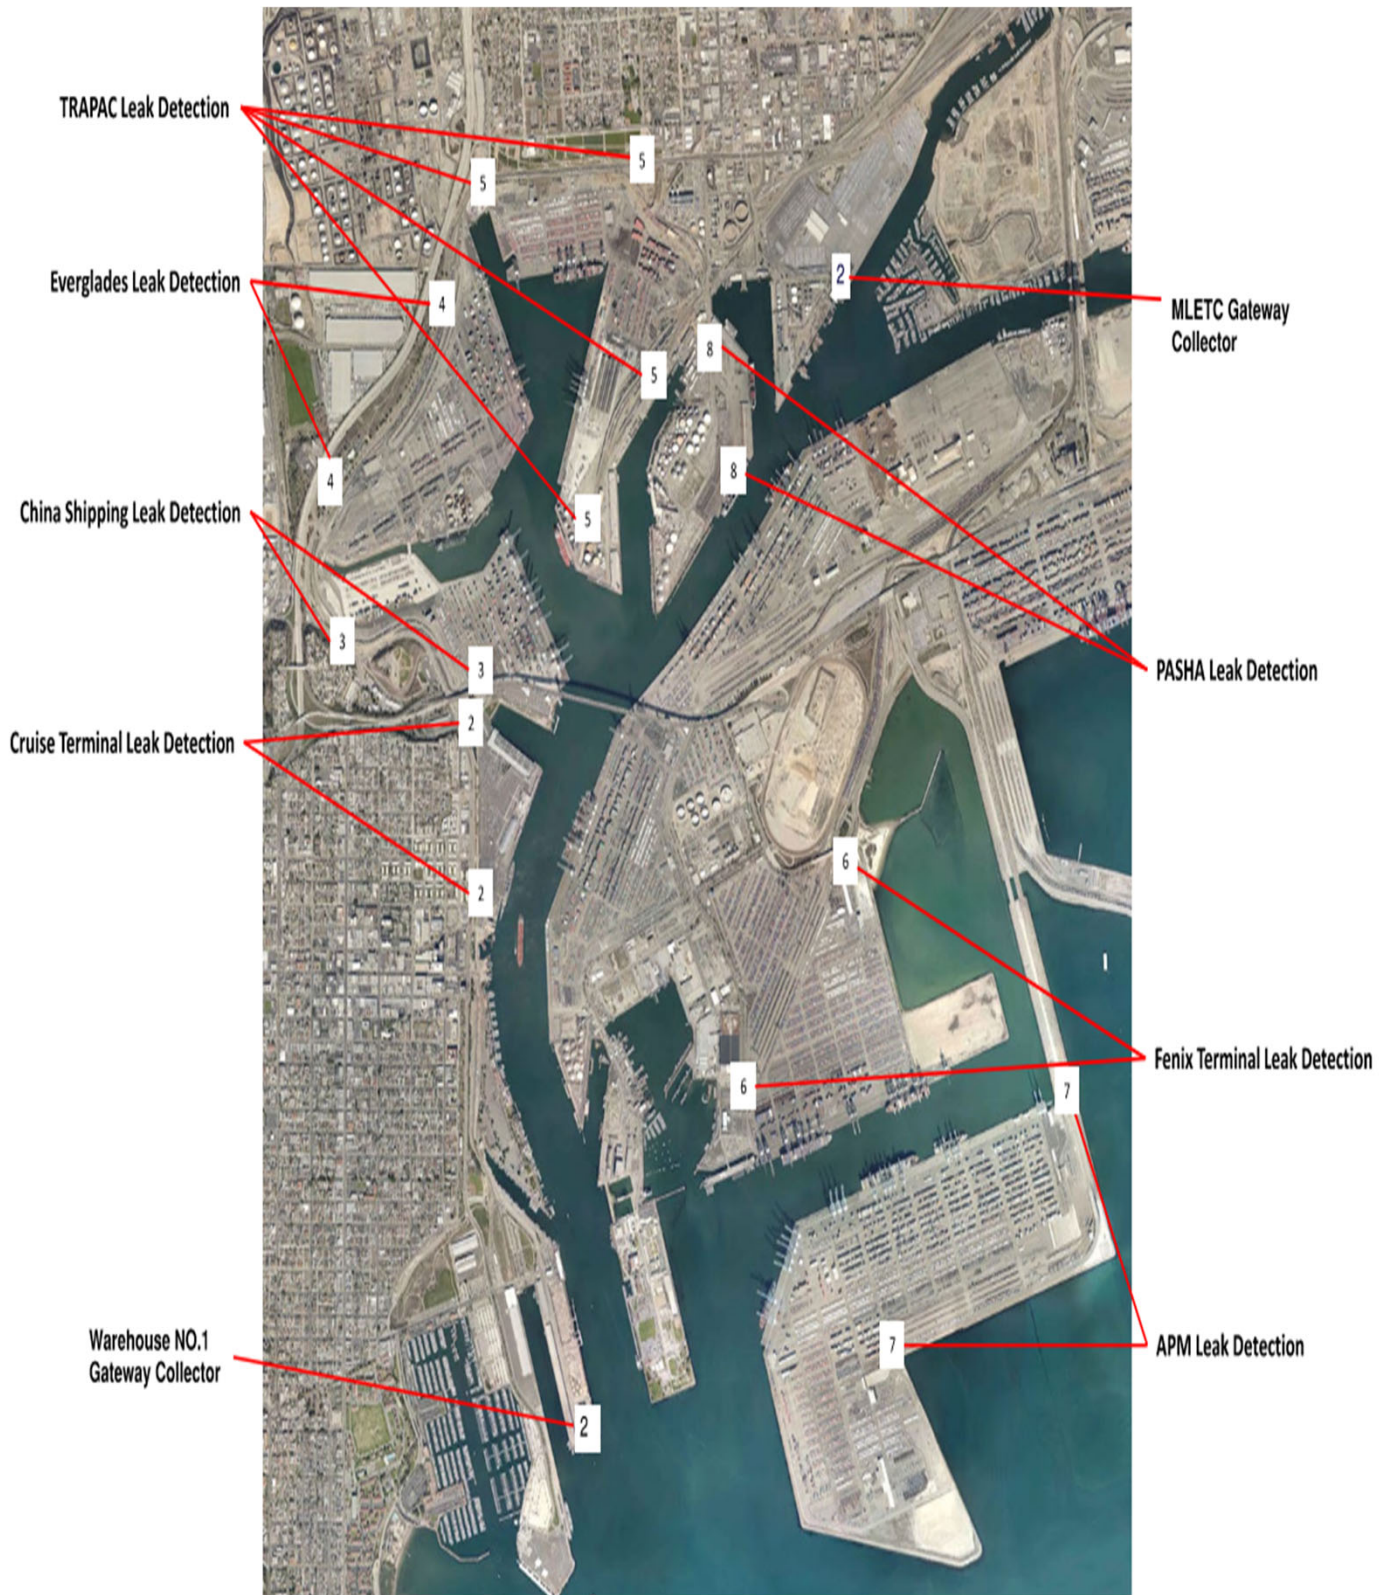 TRAPAC Leak Detection
5
5
Everglades Leak Detection
4
2
MLETC Gateway
Collector
8
5
8
4
China Shipping Leak Detection
5
3
3
PASHA Leak Detection
2
Cruise Terminal Leak Detection
6
2
Fenix Terminal Leak Detection
6
7
Warehouse NO.1
Gateway Collector
7
APM Leak Detection
2